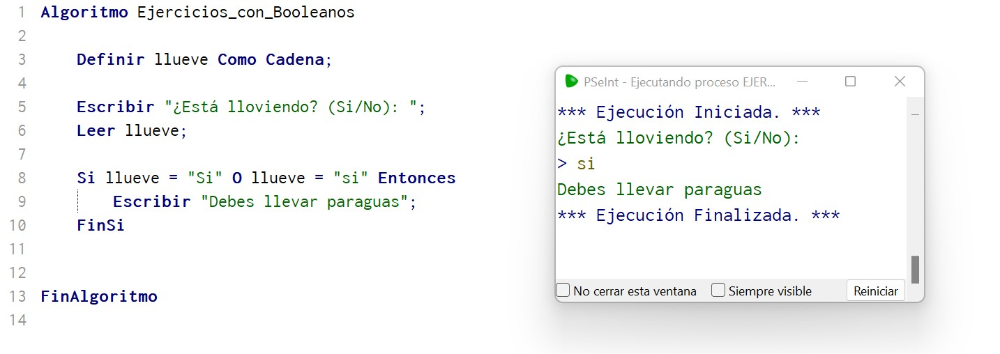 1 Algoritmo Ejercicios_con_Booleanos
2
3 Definir llueve Como Cadena;
4
5 Escribir "¿Está lloviendo? (Si/No): ";
6 Leer llueve;
7
8 Si llueve = "Si" O llueve = "si" Entonces
9 Escribir "Debes llevar paraguas";
10 FinSi
11
12
13 FinAlgoritmo
14
PSeInt - Ejecutando proceso EJER...
*** Ejecución Iniciada. ***
¿Está lloviendo? (Si/No):
> si
Debes llevar paraguas
*** Ejecución Finalizada. ***
No cerrar esta ventana Siempre visible Reiniciar